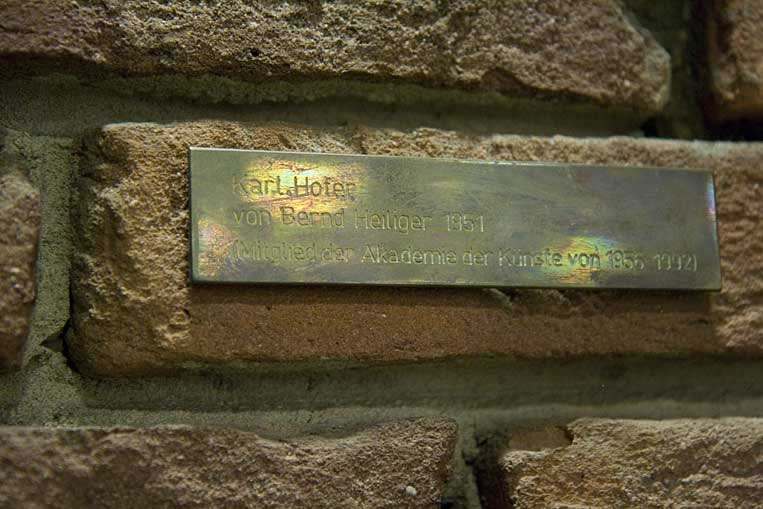 Karl Hofer
von Bernd Heiliger 1951
(Mitglied der Akademie der Künste von 1956-1992)